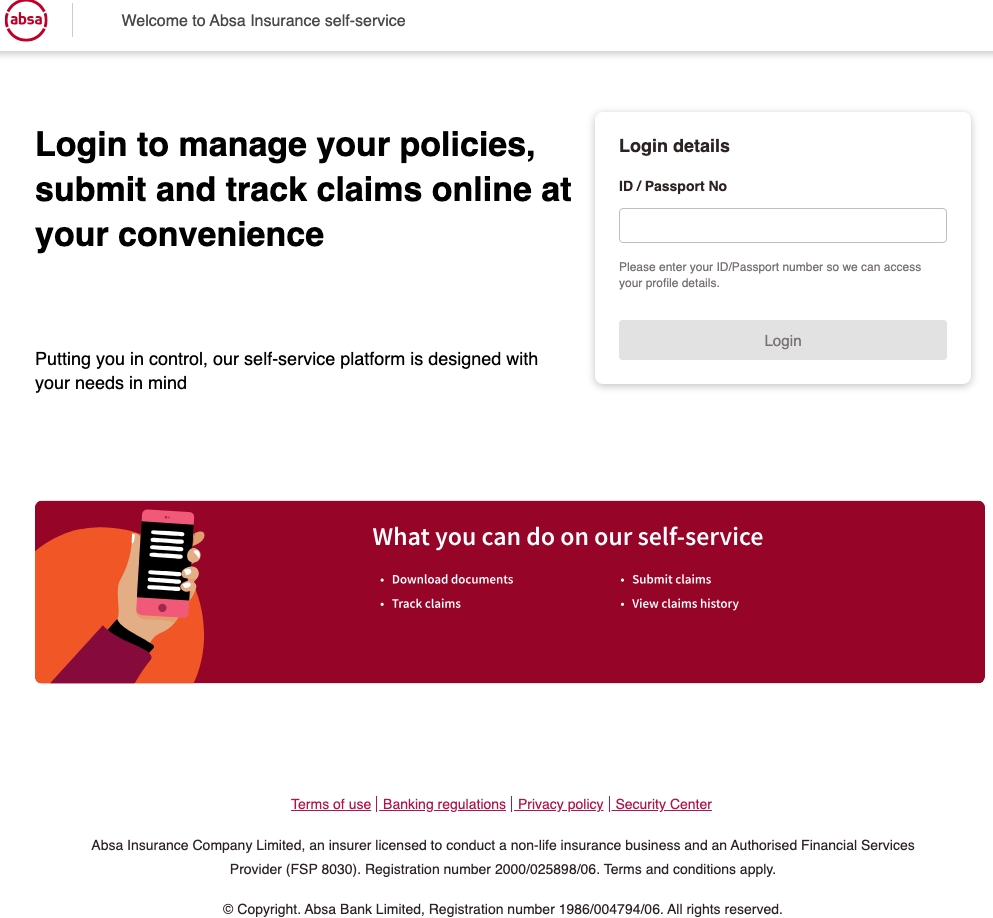 absa
Welcome to Absa Insurance self-service
Login to manage your policies,
submit and track claims online at
your convenience
Putting you in control, our self-service platform is designed with
your needs in mind
Login details
ID / Passport No
Please enter your ID/Passport number so we can access
your profile details.
Login
What you can do on our self-service
• Download documents
• Submit claims
• Track claims
• View claims history
Terms of use | Banking regulations | Privacy policy | Security Center
Absa Insurance Company Limited, an insurer licensed to conduct a non-life insurance business and an Authorised Financial Services
Provider (FSP 8030). Registration number 2000/025898/06. Terms and conditions apply.
© Copyright. Absa Bank Limited, Registration number 1986/004794/06. All rights reserved.